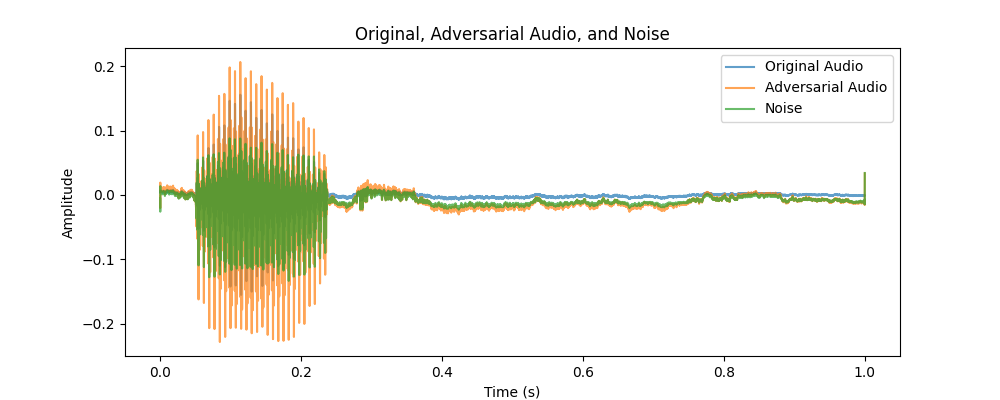 Original, Adversarial Audio, and Noise
Original Audio
Adversarial Audio
Noise
Amplitude
0.2
0.1
0.0
−0.1
−0.2
0.0 0.2 0.4 0.6 0.8 1.0
Time (s)